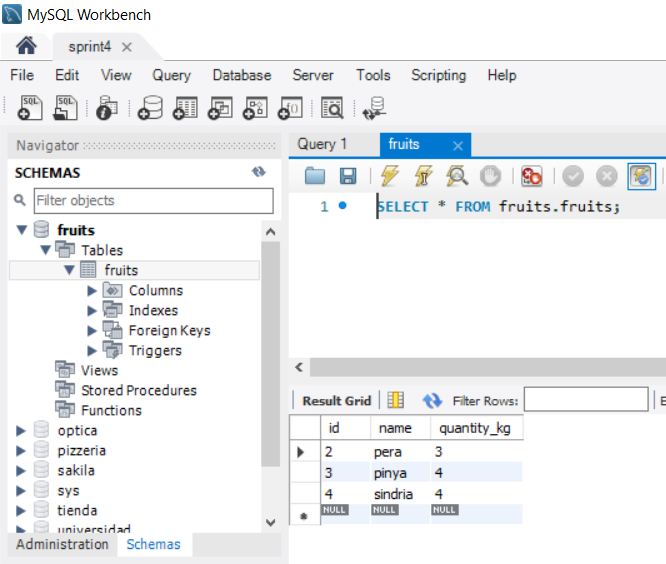 MySQL Workbench
sprint4
File Edit View Query Database Server Tools Scripting Help
SQL SQL
Navigator
Query 1 fruits
SCHEMAS
Filter objects
1 SELECT * FROM fruits.fruits;
fruits
Tables
fruits
Columns
Indexes
Foreign Keys
Triggers
Views
Stored Procedures
Functions
optica
pizzeria
sakila
sys
tienda
universidad
Administration Schemas
Result Grid Filter Rows: E
id name quantity_kg
2 pera 3
3 pinya 4
4 sindria 4
NULL NULL NULL